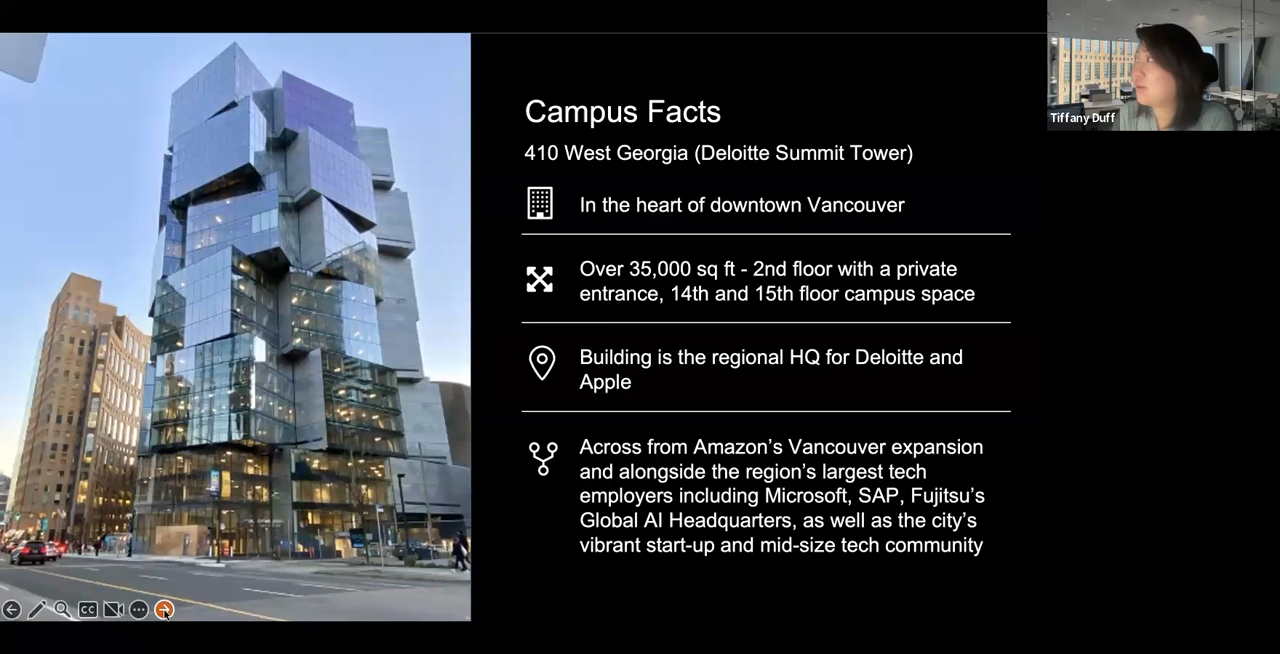 Campus Facts
410 West Georgia (Deloitte Summit Tower)
In the heart of downtown Vancouver
Over 35,000 sq ft - 2nd floor with a private
entrance, 14th and 15th floor campus space
Building is the regional HQ for Deloitte and
Apple
Across from Amazon’s Vancouver expansion
and alongside the region’s largest tech
employers including Microsoft, SAP, Fujitsu’s
Global AI Headquarters, as well as the city’s
vibrant start-up and mid-size tech community
Tiffany Duff
CC